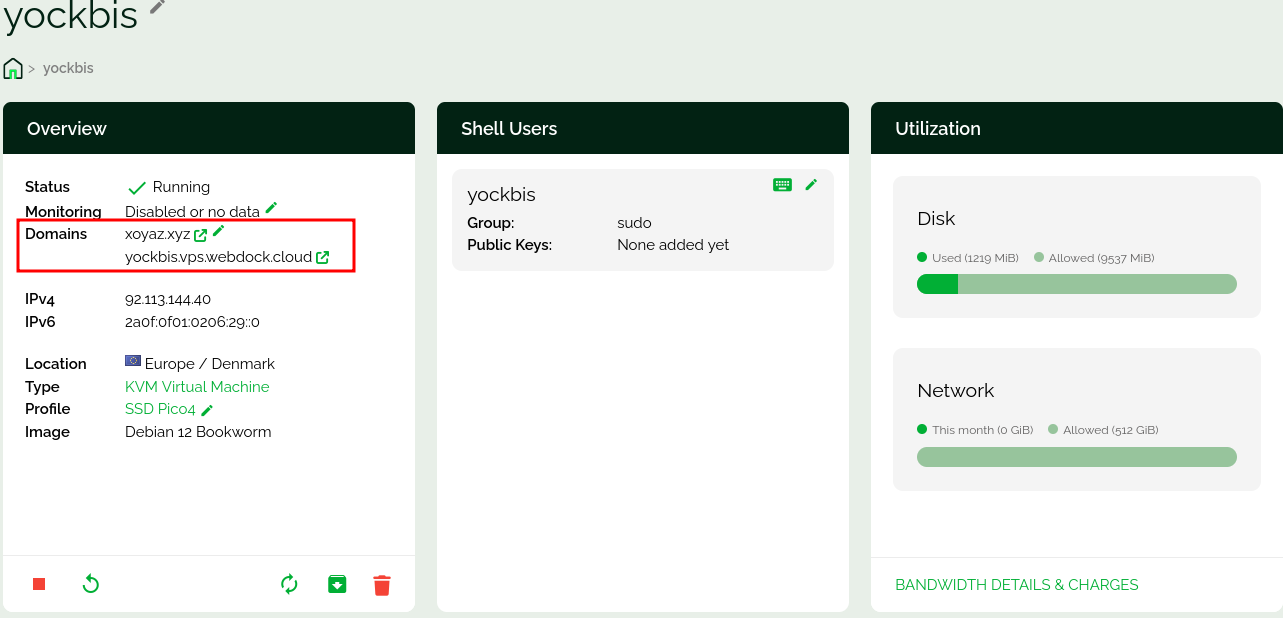 yockbis
> yockbis
Overview
Status Running
Monitoring Disabled or no data
Domains xoyaz.xyz
yockbis.vps.webdock.cloud
IPv4 92.113.144.40
IPv6 2a0f:0f01:0206:29::0
Location Europe / Denmark
Type KVM Virtual Machine
Profile SSD Pico4
Image Debian 12 Bookworm
Shell Users
yockbis
Group: sudo
Public Keys: None added yet
Utilization
Disk
Used (1219 MiB) Allowed (9537 MiB)
Network
This month (0 GiB) Allowed (512 GiB)
BANDWIDTH DETAILS & CHARGES